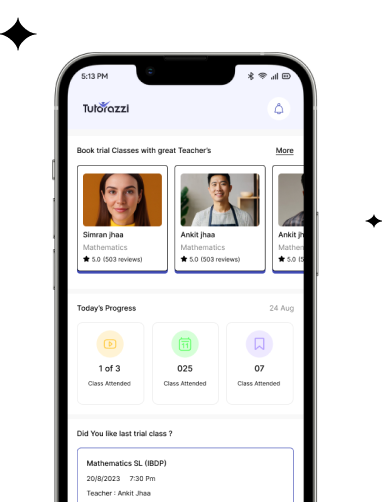 5:13 PM
Tutorazzi
Book trial Classes with great Teacher's More
Simran jhaa
Mathematics
★ 5.0 (503 reviews)
Ankit jhaa
Mathematics
★ 5.0 (503 reviews)
Ankit jh
Mathem
★ 5.0 (5
Today's Progress 24 Aug
1 of 3
Class Attended
025
Class Attended
07
Class Attended
Did You like last trial class ?
Mathematics SL (IBDP)
20/8/2023 7:30 Pm
Teacher : Ankit Jhaa